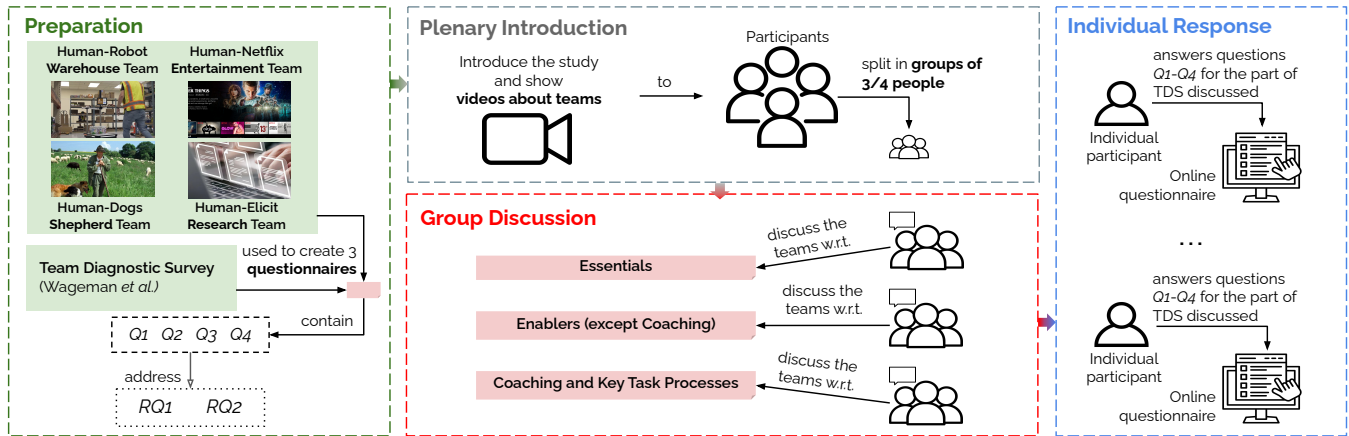 Preparation
Human-Robot
Warehouse Team
Human-Netflix
Entertainment Team
Human-Dogs
Shepherd Team
Human-Elicit
Research Team
used to create 3
questionnaires
Team Diagnostic Survey
(Wageman et al.)
contain
Q1 Q2 Q3 Q4
address
RQ1 RQ2
Plenary Introduction
Introduce the study
and show
videos about teams
to
Participants
split in groups of
3/4 people
Group Discussion
discuss the
teams w.r.t.
Essentials
discuss the
teams w.r.t.
Enablers (except Coaching)
discuss the
teams w.r.t.
Coaching and Key Task Processes
Individual Response
answers questions
Q1-Q4 for the part of
TDS discussed
Individual
participant
Online
questionnaire
...
answers questions
Q1-Q4 for the part of
TDS discussed
Individual
participant
Online
questionnaire